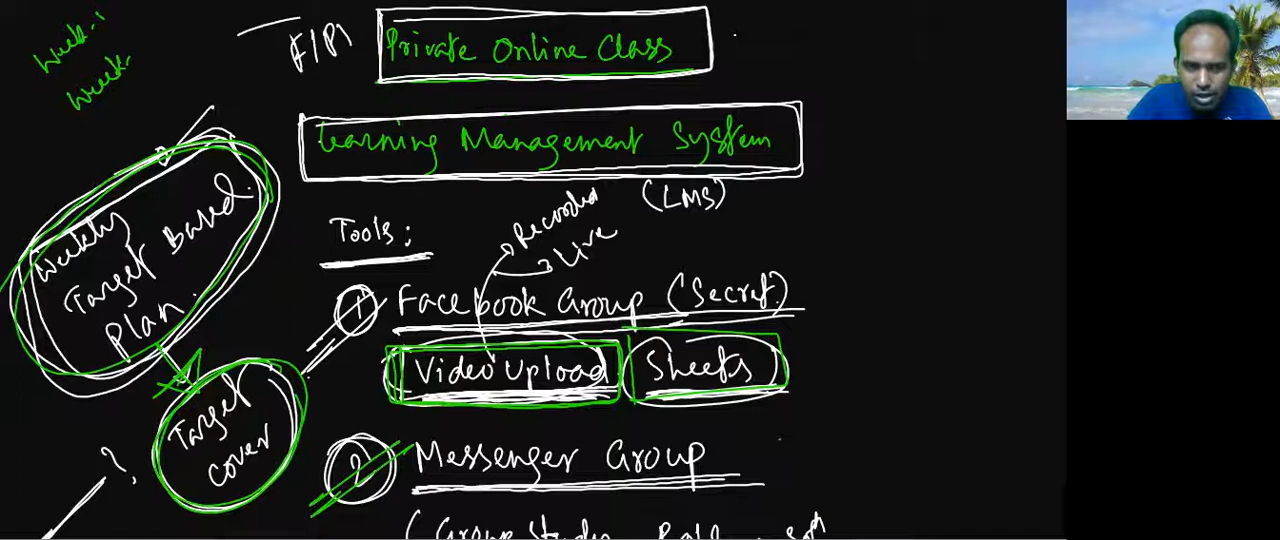 Week-1
Week-
Private Online Class
Learning Management System
(LMS)
Recorded
Live
Tools:
Weekly
Target Based
Plan.
1 Facebook Group (Secret)
Video Upload Sheets
Target
cover
?
2 Messenger Group